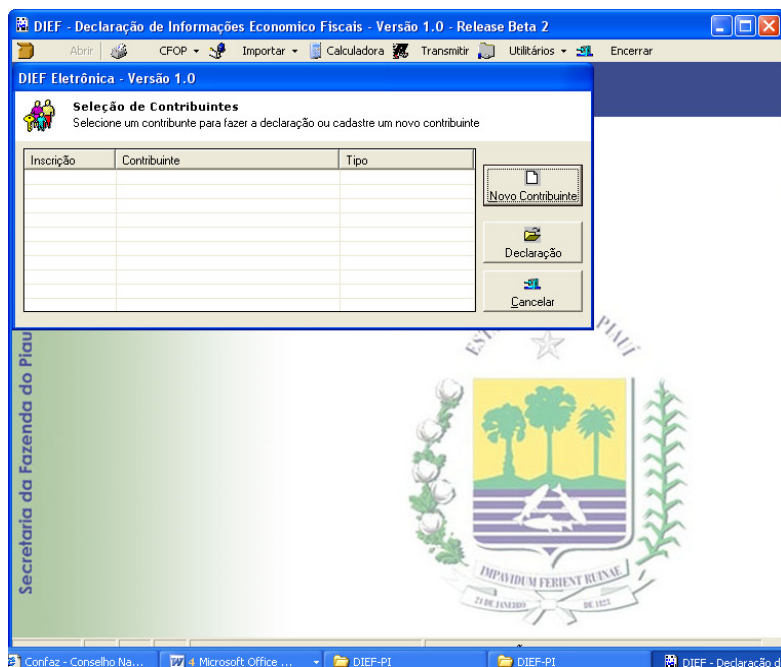 DIEF - Declaração de Informações Economico Fiscais - Versão 1.0 - Release Beta 2
Abrir CFOP Importar Calculadora Transmitir Utilitários Encerrar
DIEF Eletrônica - Versão 1.0
Seleção de Contribuintes
Selecione um contribunte para fazer a declaração ou cadastre um novo contribuinte
Inscrição Contribuinte Tipo
Novo Contribuinte
Declaração
Cancelar
Secretaria da Fazenda do Piau
PIAUÍ
IMPAVIDUM FERIENT RUINAE
24 DE JANEIRO DE 1823
Confaz - Conselho Na... 4 Microsoft Office ... DIEF-PI DIEF-PI DIEF - Declaração d